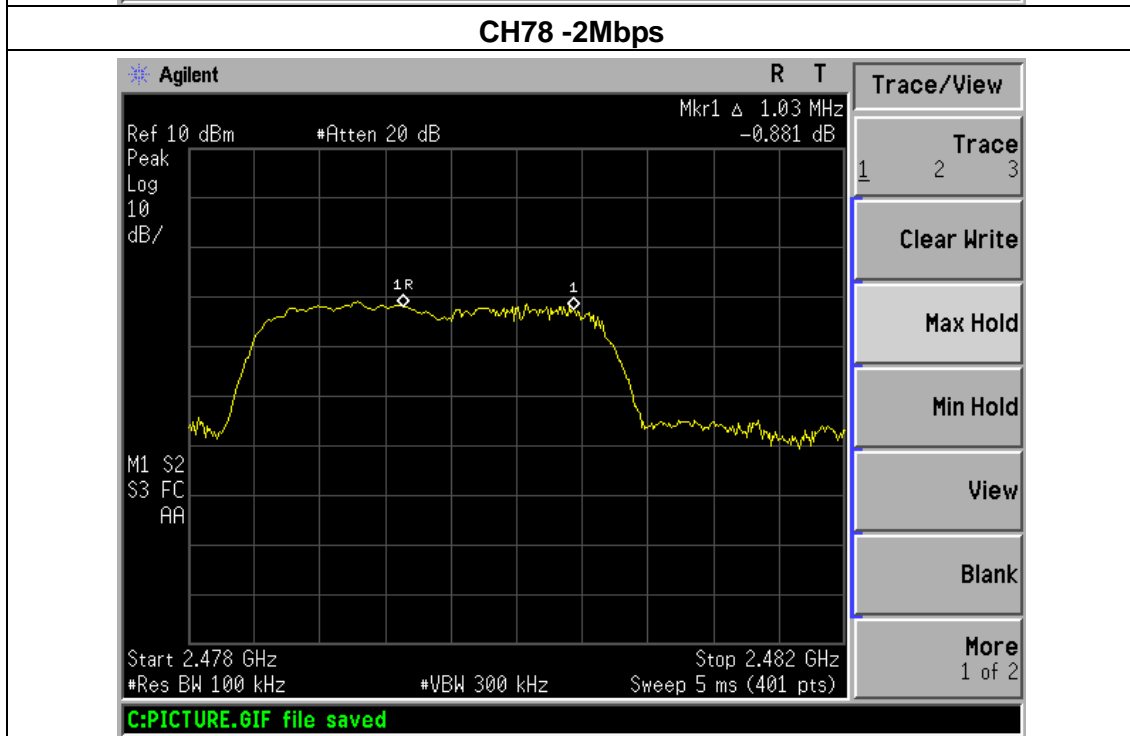 CH78 -2Mbps
Agilent R T
Mkr1 Δ 1.03 MHz
Ref 10 dBm #Atten 20 dB -0.881 dB
Peak
Log
10
dB/
1R
1
M1 S2
S3 FC
AA
Start 2.478 GHz Stop 2.482 GHz
#Res BW 100 kHz #VBW 300 kHz Sweep 5 ms (401 pts)
C:PICTURE.GIF file saved
Trace/View
Trace
1 2 3
Clear Write
Max Hold
Min Hold
View
Blank
More
1 of 2